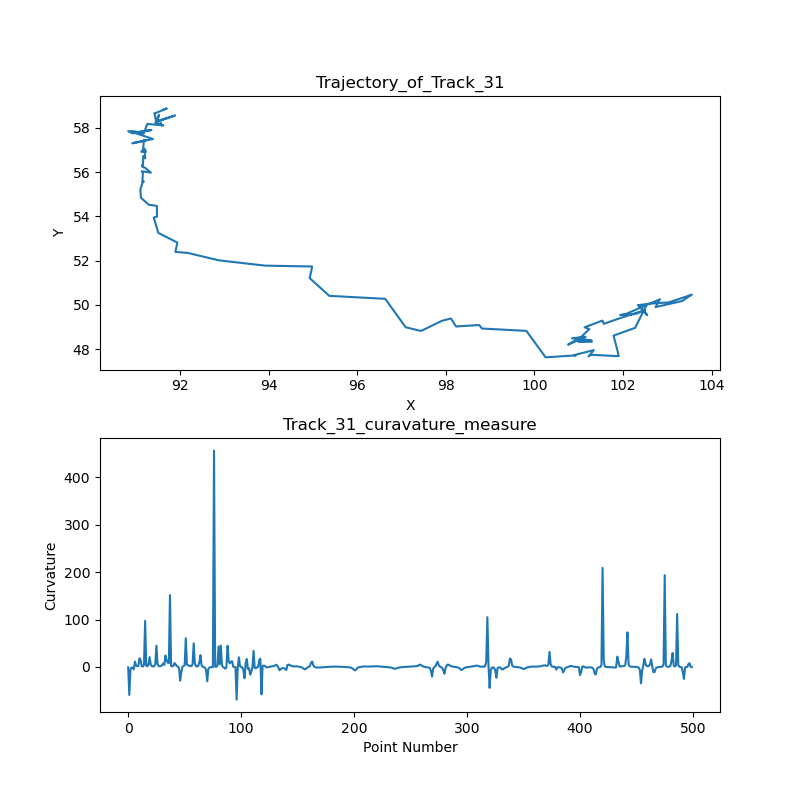 Trajectory_of_Track_31
58
56
54
52
50
48
Y
92 94 96 98 100 102 104
X
Track_31_curavature_measure
400
300
200
100
0
Curvature
0 100 200 300 400 500
Point Number